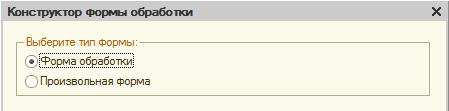 Конструктор формы обработки
Выберите тип формы:
Форма обработки
Произвольная форма